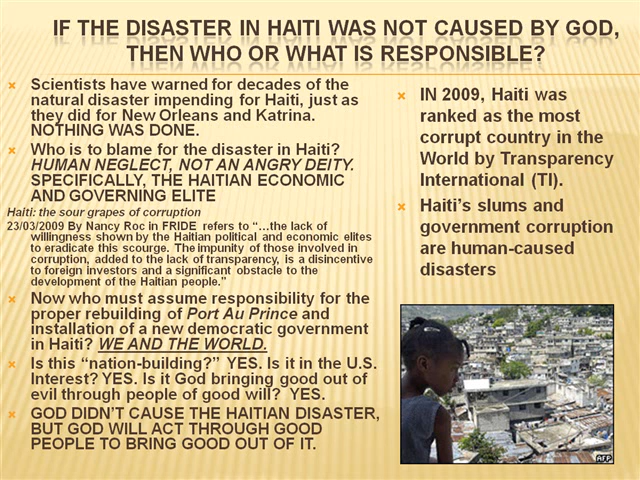 IF THE DISASTER IN HAITI WAS NOT CAUSED BY GOD,
THEN WHO OR WHAT IS RESPONSIBLE?
Scientists have warned for decades of the
natural disaster impending for Haiti, just as
they did for New Orleans and Katrina.
NOTHING WAS DONE.
Who is to blame for the disaster in Haiti?
HUMAN NEGLECT, NOT AN ANGRY DEITY.
SPECIFICALLY, THE HAITIAN ECONOMIC
AND GOVERNING ELITE
Haiti: the sour grapes of corruption
23/03/2009 By Nancy Roc in FRIDE refers to “…the lack of
willingness shown by the Haitian political and economic elites
to eradicate this scourge. The impunity of those involved in
corruption, added to the lack of transparency, is a disincentive
to foreign investors and a significant obstacle to the
development of the Haitian people.”
Now who must assume responsibility for the
proper rebuilding of Port Au Prince and
installation of a new democratic government
in Haiti? WE AND THE WORLD.
Is this “nation-building?” YES. Is it in the U.S.
Interest? YES. Is it God bringing good out of
evil through people of good will? YES.
GOD DIDN’T CAUSE THE HAITIAN DISASTER,
BUT GOD WILL ACT THROUGH GOOD
PEOPLE TO BRING GOOD OUT OF IT.
IN 2009, Haiti was
ranked as the most
corrupt country in the
World by Transparency
International (TI).
Haiti’s slums and
government corruption
are human-caused
disasters
AFP